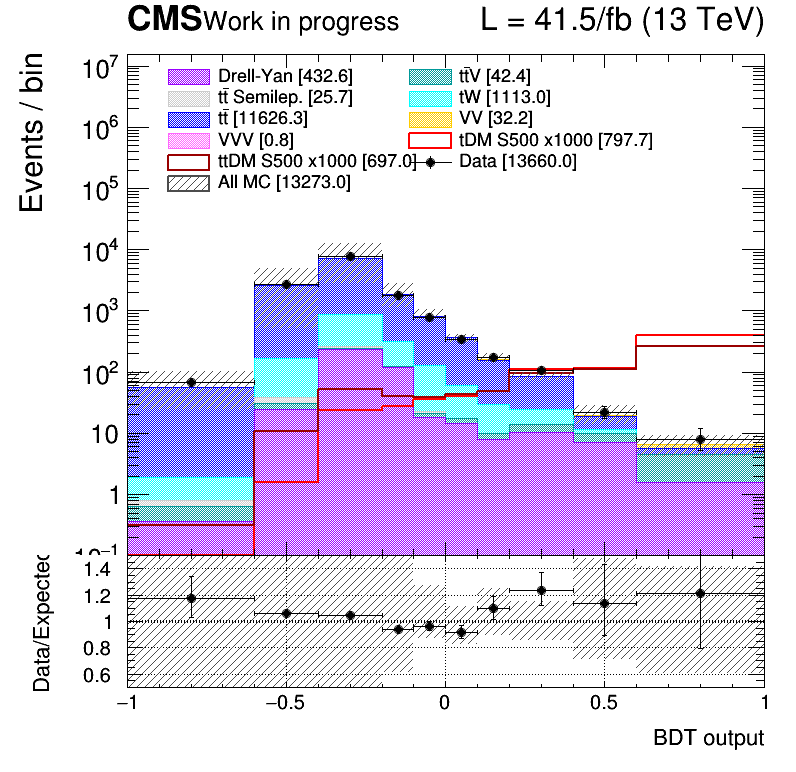 CMS Work in progress L = 41.5/fb (13 TeV)
Events / bin
10⁷
10⁶
10⁵
10⁴
10³
10²
10
1
10⁻¹
Drell-Yan [432.6] tt̄V [42.4]
tt̄ Semilep. [25.7] tW [1113.0]
tt̄ [11626.3] VV [32.2]
VVV [0.8] tDM S500 x1000 [797.7]
ttDM S500 x1000 [697.0] Data [13660.0]
All MC [13273.0]
Data/Expected
1.4
1.2
1
0.8
0.6
−1 −0.5 0 0.5 1
BDT output